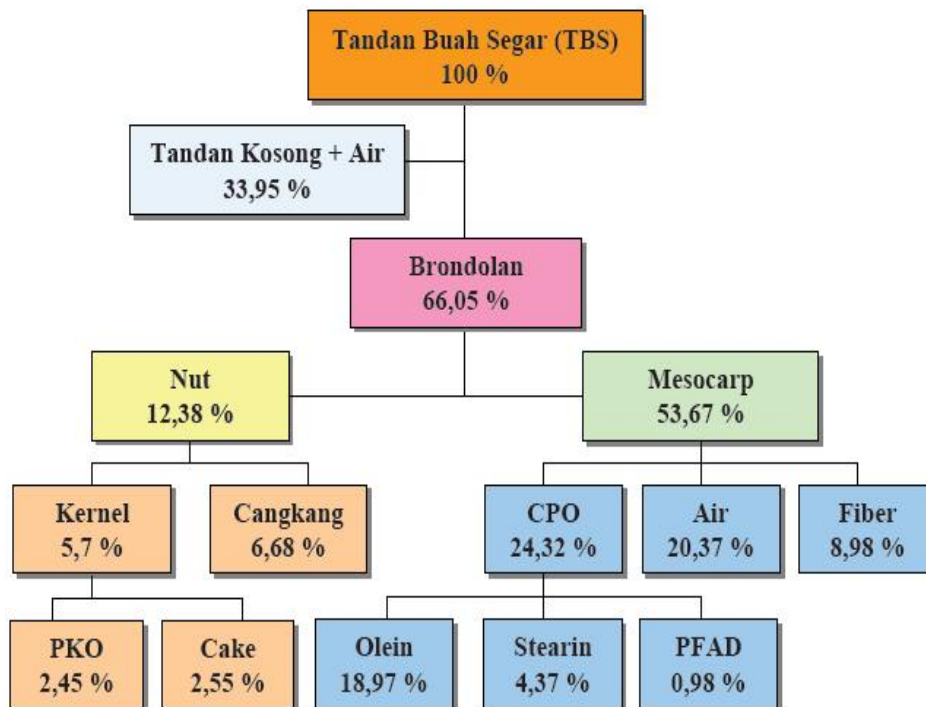 Tandan Buah Segar (TBS)
100 %
Tandan Kosong + Air
33,95 %
Brondolan
66,05 %
Nut
12,38 %
Mesocarp
53,67 %
Kernel
5,7 %
Cangkang
6,68 %
CPO
24,32 %
Air
20,37 %
Fiber
8,98 %
PKO
2,45 %
Cake
2,55 %
Olein
18,97 %
Stearin
4,37 %
PFAD
0,98 %